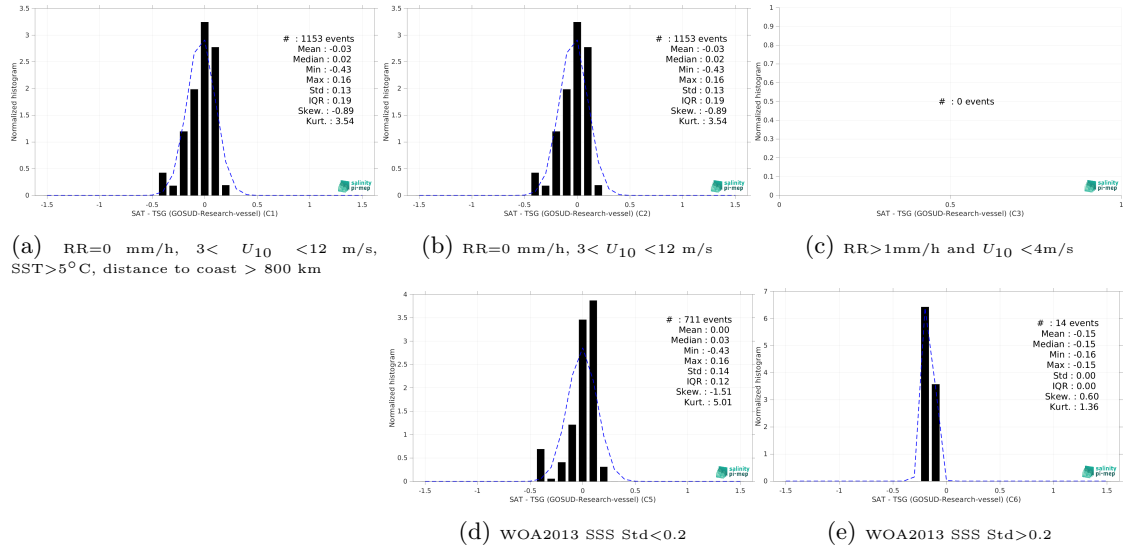 3.5
3
2.5
2
1.5
1
0.5
0
-1.5 -1 -0.5 0 0.5 1 1.5
Normalized histogram
SAT - TSG (GOSUD-Research-vessel) (C1)
# : 1153 events
Mean : -0.03
Median : 0.02
Min : -0.43
Max : 0.16
Std : 0.13
IQR : 0.19
Skew. : -0.89
Kurt. : 3.54
salinity
pi-mep
(a) RR=0 mm/h, 3< U10 <12 m/s,
SST>5°C, distance to coast > 800 km
3.5
3
2.5
2
1.5
1
0.5
0
-1.5 -1 -0.5 0 0.5 1 1.5
Normalized histogram
SAT - TSG (GOSUD-Research-vessel) (C2)
# : 1153 events
Mean : -0.03
Median : 0.02
Min : -0.43
Max : 0.16
Std : 0.13
IQR : 0.19
Skew. : -0.89
Kurt. : 3.54
salinity
pi-mep
(b) RR=0 mm/h, 3< U10 <12 m/s
1
0.9
0.8
0.7
0.6
0.5
0.4
0.3
0.2
0.1
0
0 0.5 1
Normalized histogram
SAT - TSG (GOSUD-Research-vessel) (C3)
# : 0 events
salinity
pi-mep
(c) RR>1mm/h and U10 <4m/s
4
3.5
3
2.5
2
1.5
1
0.5
0
-1.5 -1 -0.5 0 0.5 1 1.5
Normalized histogram
SAT - TSG (GOSUD-Research-vessel) (C5)
# : 711 events
Mean : 0.00
Median : 0.03
Min : -0.43
Max : 0.16
Std : 0.14
IQR : 0.12
Skew. : -1.51
Kurt. : 5.01
salinity
pi-mep
(d) WOA2013 SSS Std<0.2
7
6
5
4
3
2
1
0
-1.5 -1 -0.5 0 0.5 1 1.5
Normalized histogram
SAT - TSG (GOSUD-Research-vessel) (C6)
# : 14 events
Mean : -0.15
Median : -0.15
Min : -0.16
Max : -0.15
Std : 0.00
IQR : 0.00
Skew. : 0.60
Kurt. : 1.36
salinity
pi-mep
(e) WOA2013 SSS Std>0.2